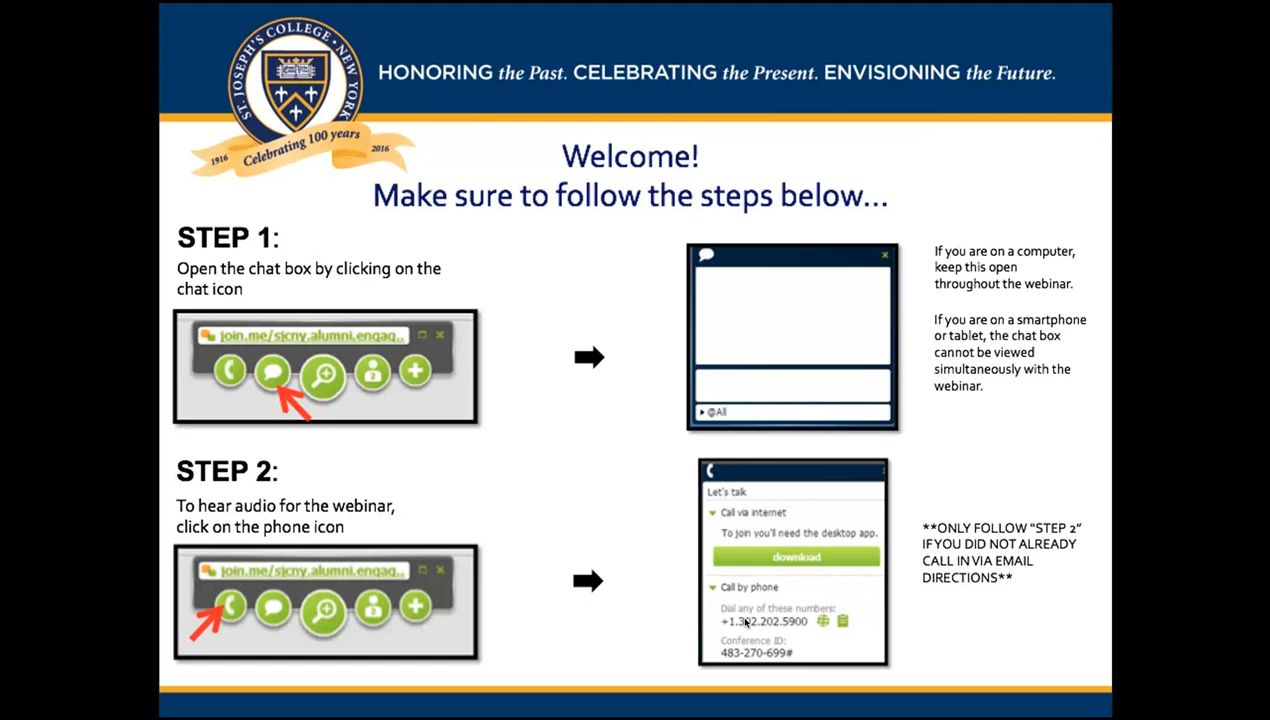 ST. JOSEPH'S COLLEGE • NEW YORK
1916
Celebrating 100 years
2016
HONORING the Past. CELEBRATING the Present. ENVISIONING the Future.
Welcome!
Make sure to follow the steps below...
STEP 1:
Open the chat box by clicking on the
chat icon
join.me/sjcny.alumni.engag..
@All
If you are on a computer,
keep this open
throughout the webinar.
If you are on a smartphone
or tablet, the chat box
cannot be viewed
simultaneously with the
webinar.
STEP 2:
To hear audio for the webinar,
click on the phone icon
join.me/sjcny.alumni.engag..
Let's talk
Call via internet
To join you'll need the desktop app.
download
Call by phone
Dial any of these numbers:
Conference ID:
483-270-699#
**ONLY FOLLOW "STEP 2"
IF YOU DID NOT ALREADY
CALL IN VIA EMAIL
DIRECTIONS**